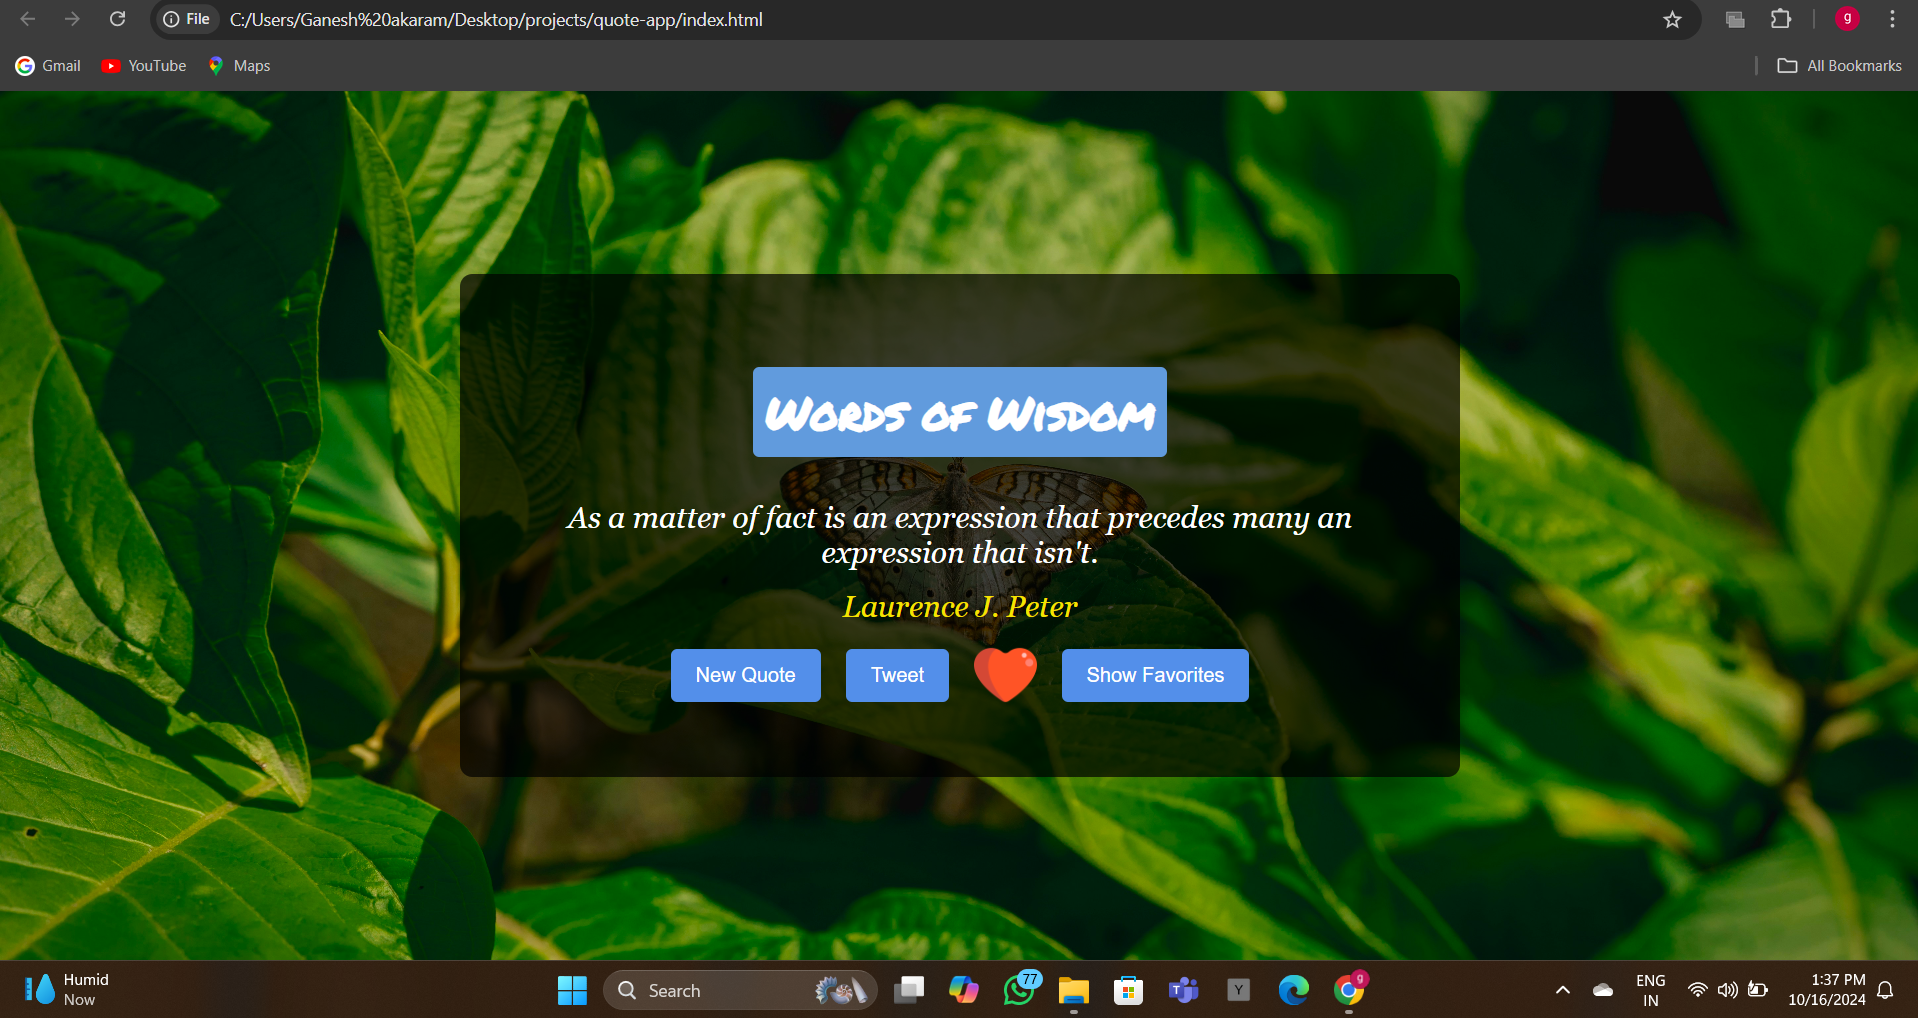 File C:/Users/Ganesh%20akaram/Desktop/projects/quote-app/index.html g
Gmail YouTube Maps All Bookmarks
Words of Wisdom
As a matter of fact is an expression that precedes many an
expression that isn't.
Laurence J. Peter
New Quote Tweet Show Favorites
Humid
Now
Search
77
T
Y
g
ENG
IN
1:37 PM
10/16/2024